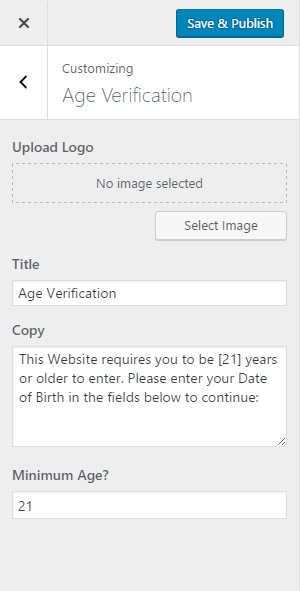 Save & Publish
Customizing
Age Verification
Upload Logo
No image selected
Select Image
Title
Age Verification
Copy
This Website requires you to be [21] years
or older to enter. Please enter your Date
of Birth in the fields below to continue:
Minimum Age?
21